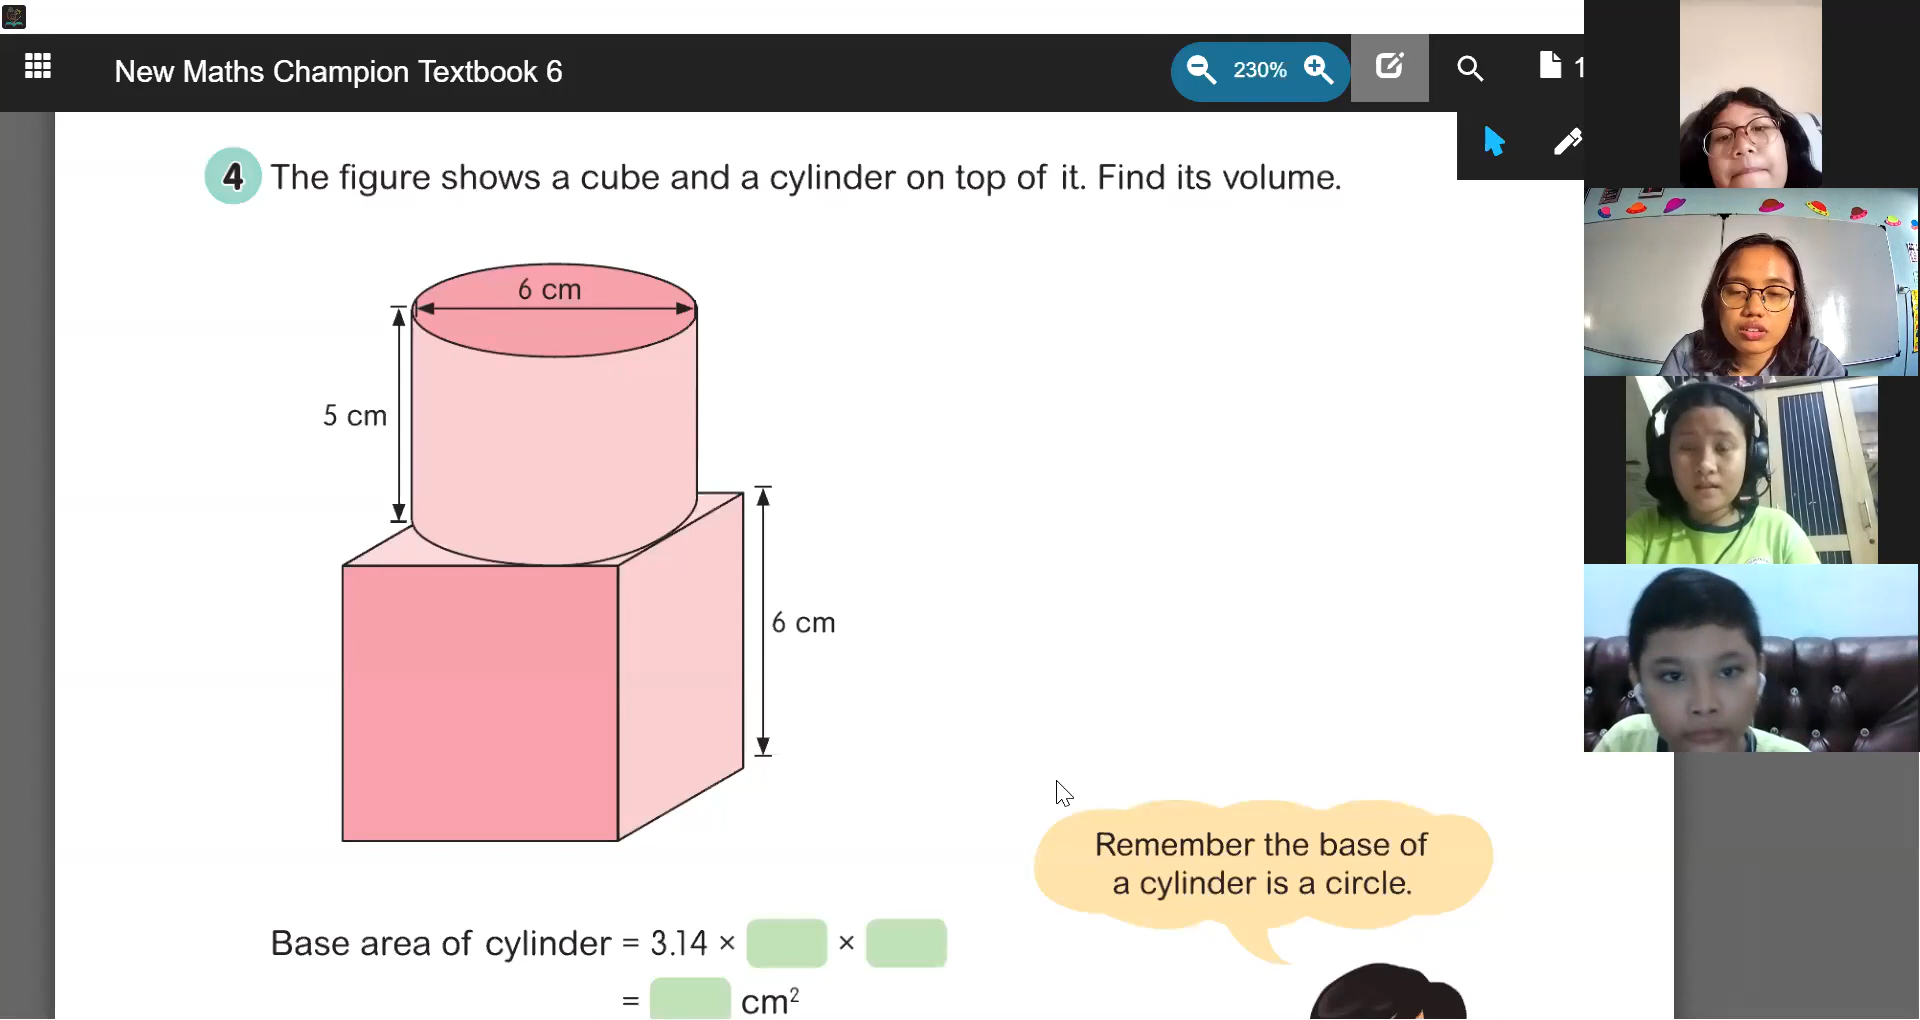 New Maths Champion Textbook 6
230%
1
4 The figure shows a cube and a cylinder on top of it. Find its volume.
6 cm
5 cm
6 cm
Remember the base of
a cylinder is a circle.
Base area of cylinder = 3.14 × ×
= cm²